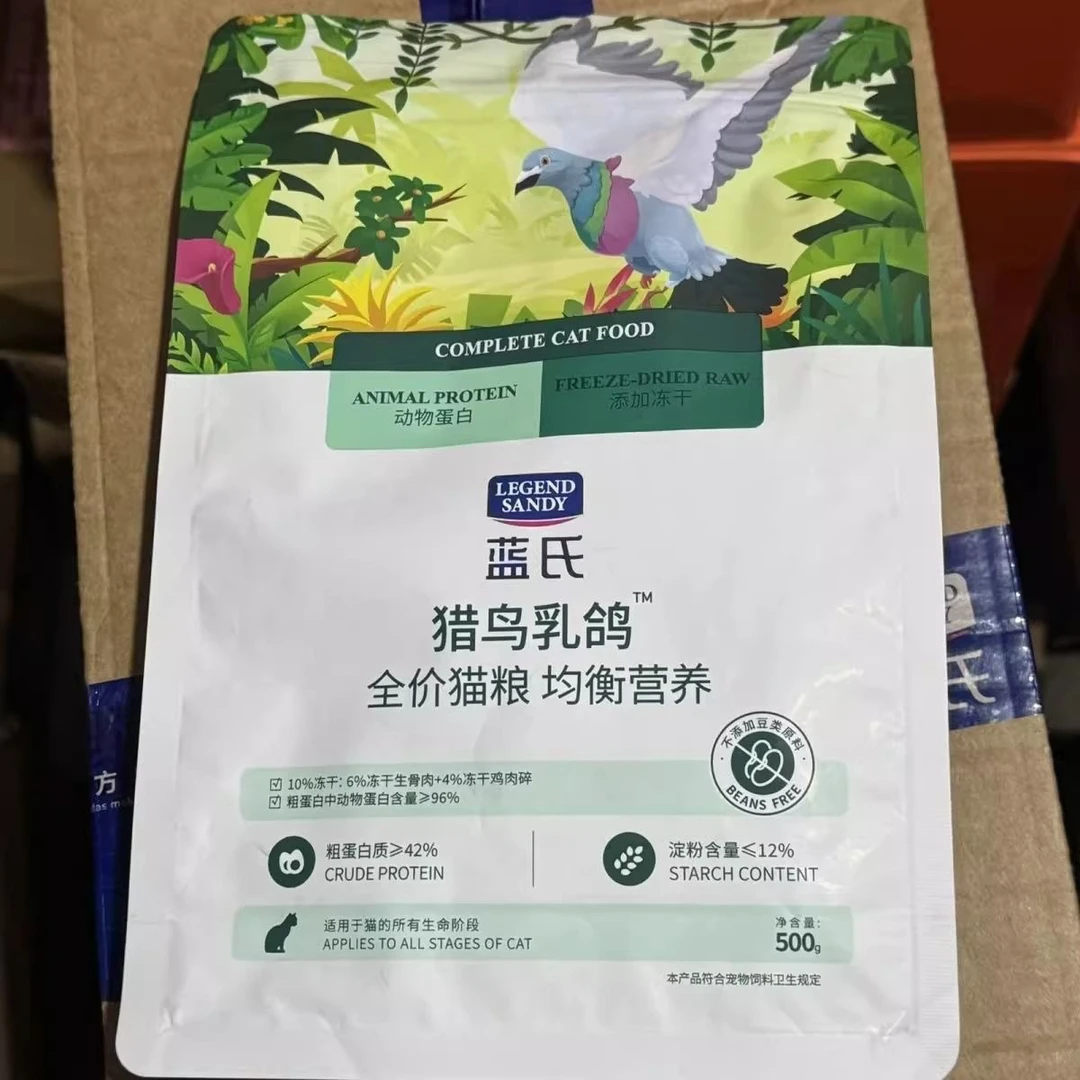 COMPLETE CAT FOOD
ANIMAL PROTEIN
动物蛋白
FREEZE-DRIED RAW
添加冻干
LEGEND
SANDY
蓝氏
猎鸟乳鸽™
全价猫粮 均衡营养
不添加豆类原料
BEANS FREE
☑ 10%冻干: 6%冻干生骨肉+4%冻干鸡肉碎
☑ 粗蛋白中动物蛋白含量≥96%
粗蛋白质≥42%
CRUDE PROTEIN
淀粉含量≤12%
STARCH CONTENT
适用于猫的所有生命阶段
APPLIES TO ALL STAGES OF CAT
净含量:
500g
本产品符合宠物饲料卫生规定
方
氏